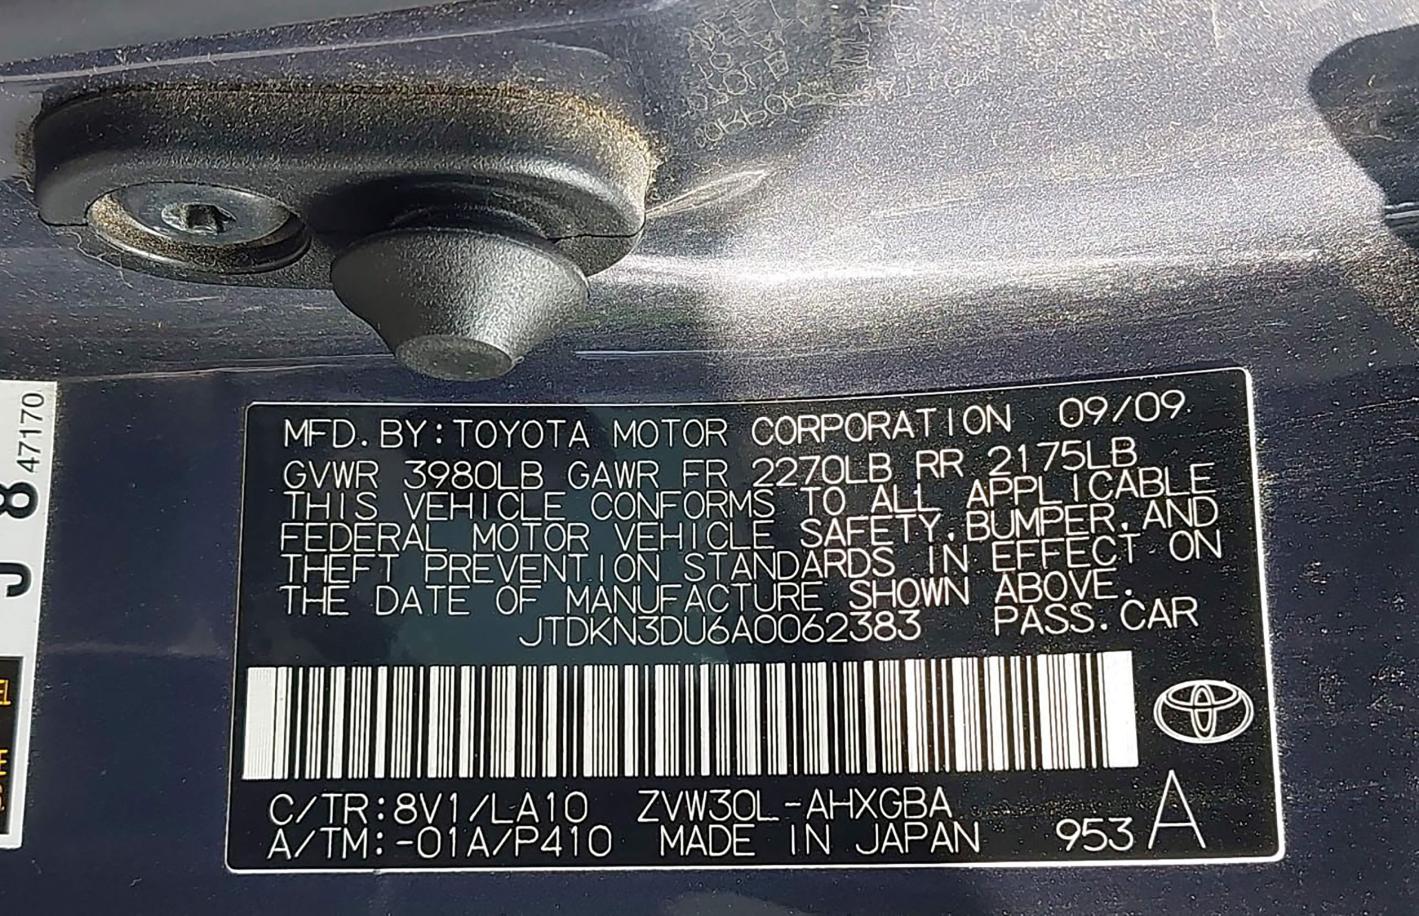 MFD.BY:TOYOTA MOTOR CORPORATION 09/09
GVWR 3980LB GAWR FR 2270LB RR 2175LB
THIS VEHICLE CONFORMS TO ALL APPLICABLE
FEDERAL MOTOR VEHICLE SAFETY,BUMPER,AND
THEFT PREVENTION STANDARDS IN EFFECT ON
THE DATE OF MANUFACTURE SHOWN ABOVE.
JTDKN3DU6A0062383 PASS.CAR
C/TR:8V1/LA10 ZVW30L-AHXGBA
A/TM:-01A/P410 MADE IN JAPAN 953 A
J 8
47170